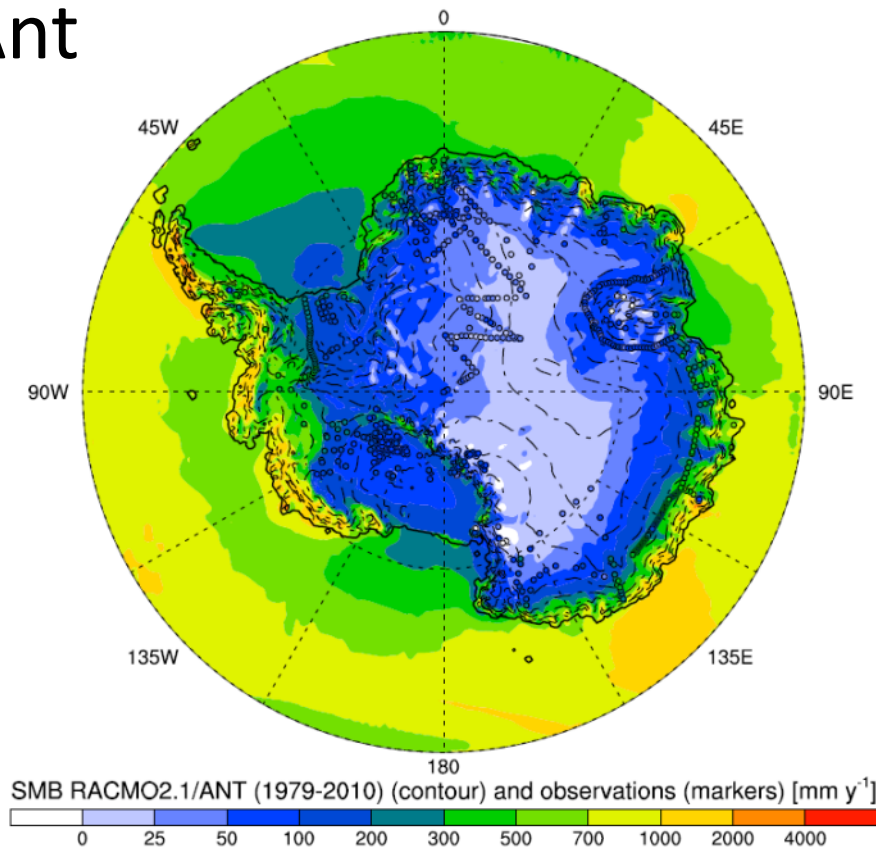 Ant
0
45W
45E
90W
90E
135W
135E
180
SMB RACMO2.1/ANT (1979-2010) (contour) and observations (markers) [mm y⁻¹]
0 25 50 100 200 300 500 700 1000 2000 4000